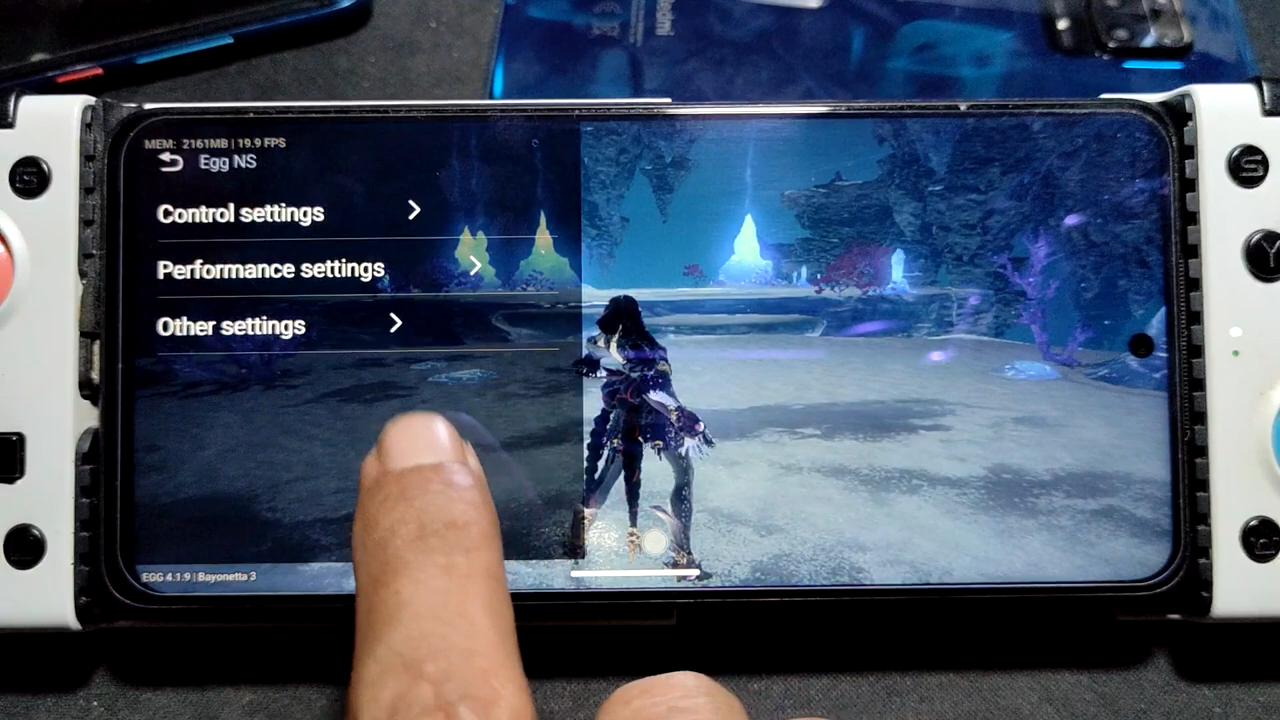 Redmi
MEM: 2161MB | 19.9 FPS
Egg NS
Control settings
Performance settings
Other settings
EGG 4.1.9 | Bayonetta 3
G
S
Y